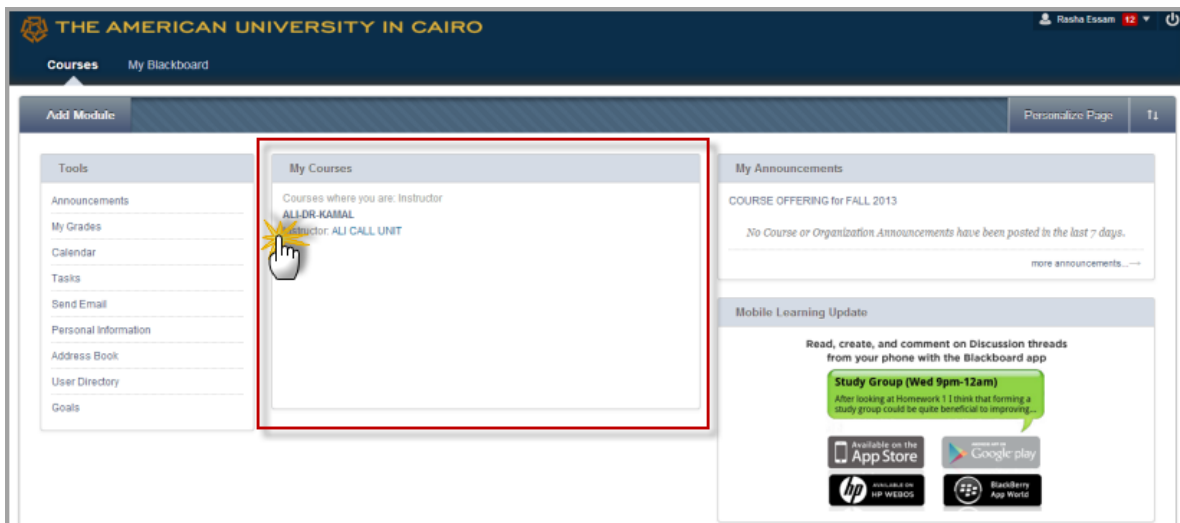 THE AMERICAN UNIVERSITY IN CAIRO
Rasha Essam 12
Courses My Blackboard
Add Module
Personalize Page
Tools
Announcements
My Grades
Calendar
Tasks
Send Email
Personal Information
Address Book
User Directory
Goals
My Courses
Courses where you are: Instructor
ALI-DR-KAMAL
ALI CALL UNIT
My Announcements
COURSE OFFERING for FALL 2013
No Course or Organization Announcements have been posted in the last 7 days.
more announcements...→
Mobile Learning Update
Read, create, and comment on Discussion threads
from your phone with the Blackboard app
Study Group (Wed 9pm-12am)
After looking at Homework 1 I think that forming a
study group could be quite beneficial to improving...
Available on the
App Store
Google play
hp
AVAILABLE ON
HP WEBOS
BlackBerry
App World